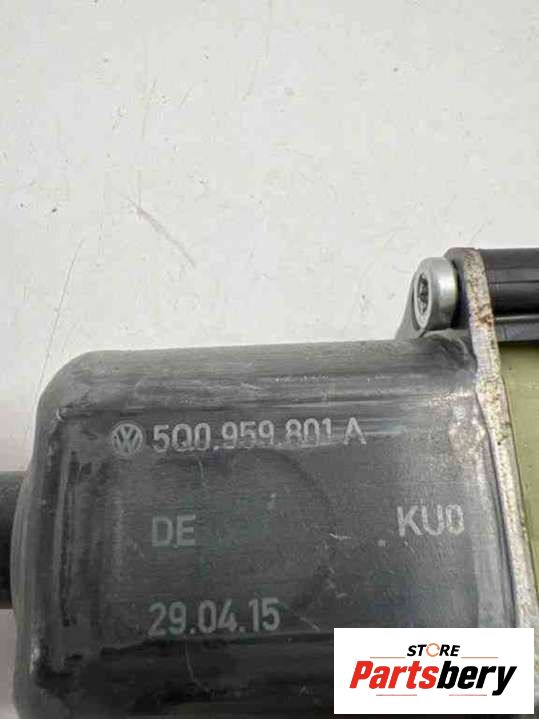 5Q0.959.801 A
DE
KU0
29.04.15
STORE
Partsbery